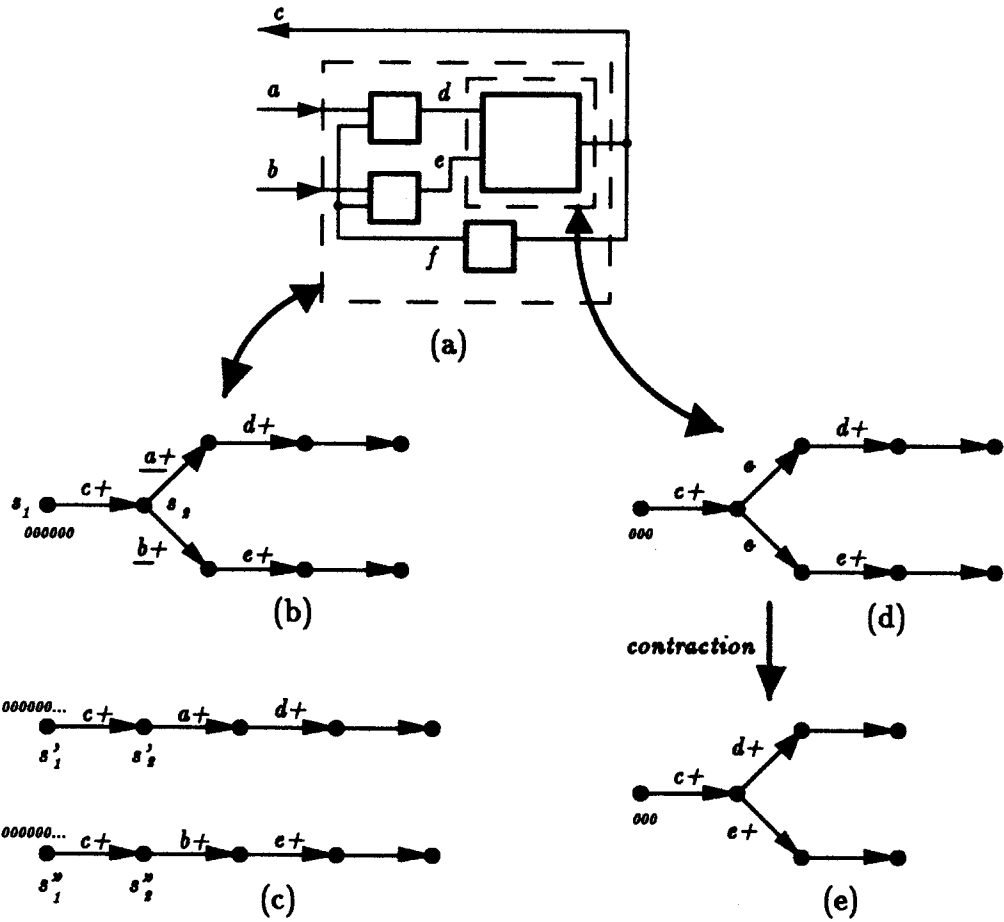 c
a
d
b
e
f
(a)
d+
a+
c+
s₁
s₂
000000
b+
e+
(b)
d+
ɞ
c+
000
ɞ
e+
(d)
contraction
000000...
c+ a+ d+
s'₁ s'₂
000000...
c+ b+ e+
s"₁ s"₂
(c)
d+
c+
000
e+
(e)